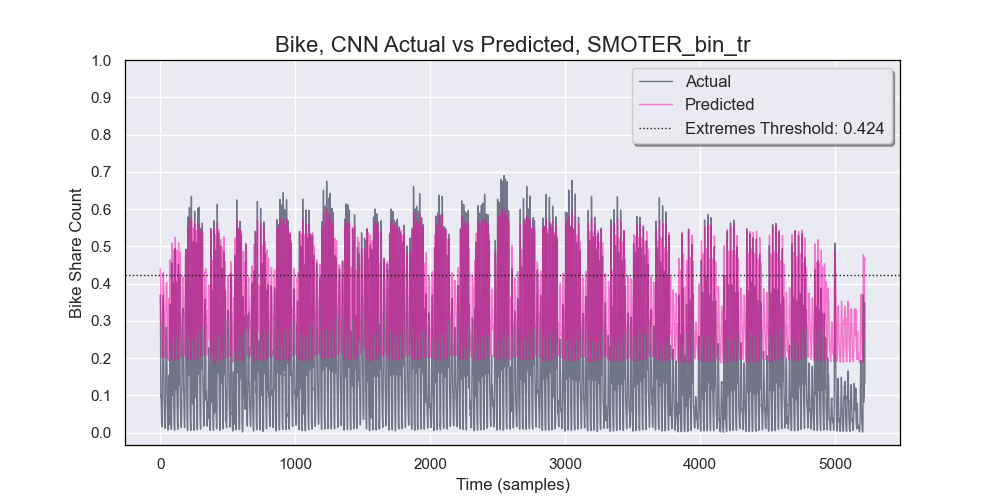 Bike, CNN Actual vs Predicted, SMOTER_bin_tr
Actual
Predicted
Extremes Threshold: 0.424
Bike Share Count
1.0
0.9
0.8
0.7
0.6
0.5
0.4
0.3
0.2
0.1
0.0
0 1000 2000 3000 4000 5000
Time (samples)